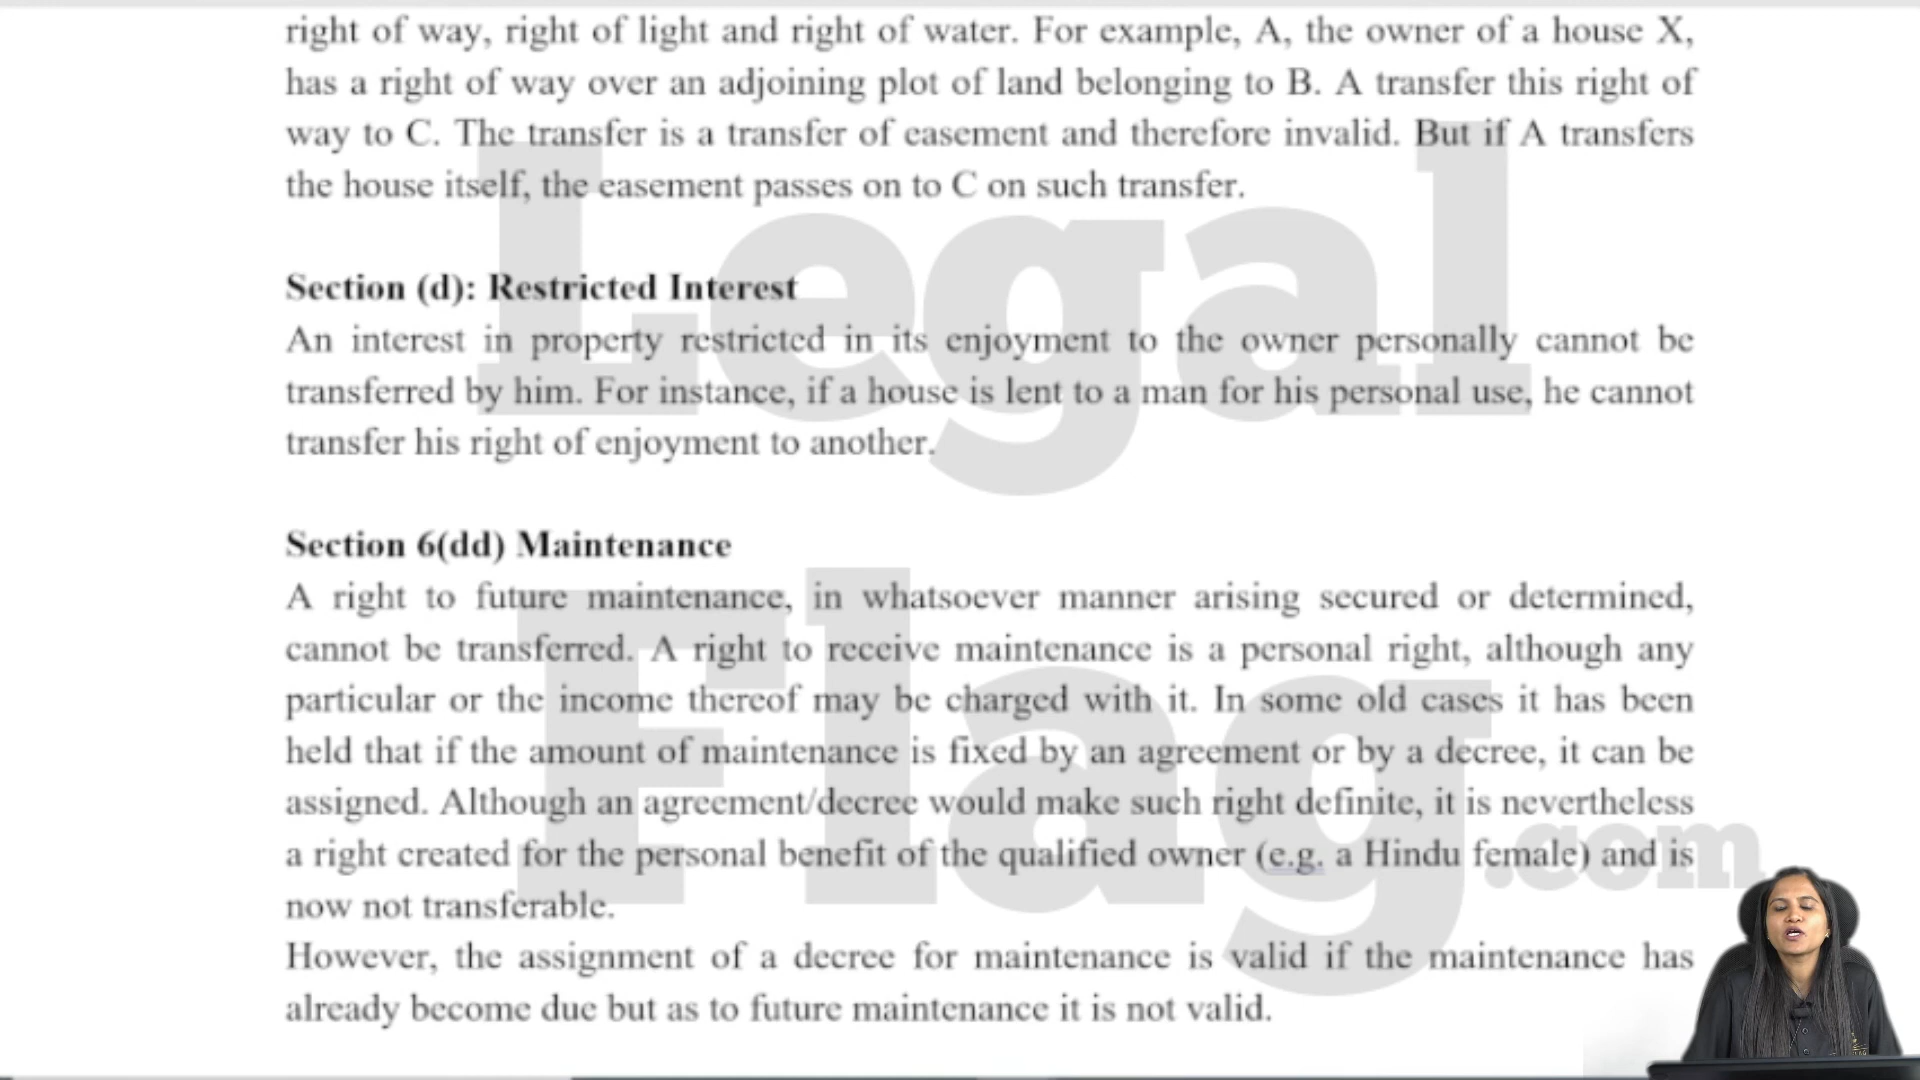 right of way, right of light and right of water. For example, A, the owner of a house X,
has a right of way over an adjoining plot of land belonging to B. A transfer this right of
way to C. The transfer is a transfer of easement and therefore invalid. But if A transfers
the house itself, the easement passes on to C on such transfer.
Section (d): Restricted Interest
An interest in property restricted in its enjoyment to the owner personally cannot be
transferred by him. For instance, if a house is lent to a man for his personal use, he cannot
transfer his right of enjoyment to another.
Section 6(dd) Maintenance
A right to future maintenance, in whatsoever manner arising secured or determined,
cannot be transferred. A right to receive maintenance is a personal right, although any
particular or the income thereof may be charged with it. In some old cases it has been
held that if the amount of maintenance is fixed by an agreement or by a decree, it can be
assigned. Although an agreement/decree would make such right definite, it is nevertheless
a right created for the personal benefit of the qualified owner (e.g. a Hindu female) and is
now not transferable.
However, the assignment of a decree for maintenance is valid if the maintenance has
already become due but as to future maintenance it is not valid.
Legal
Flag.com